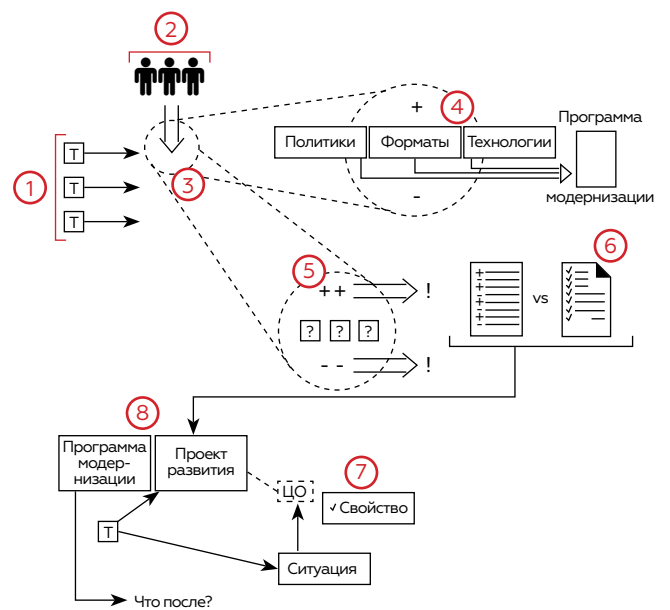 2
+
4
Программа
Политики
Форматы
Технологии
1
Т
Т
Т
3
-
модернизации
5
6
++
!
+
-
+
-
+
-
+
-
vs
✓
✓
✓
✓
✓
✓
? ? ?
--
!
8
Программа
модер-
низации
Проект
развития
7
ЦО
✓ Свойство
Т
Ситуация
Что после?